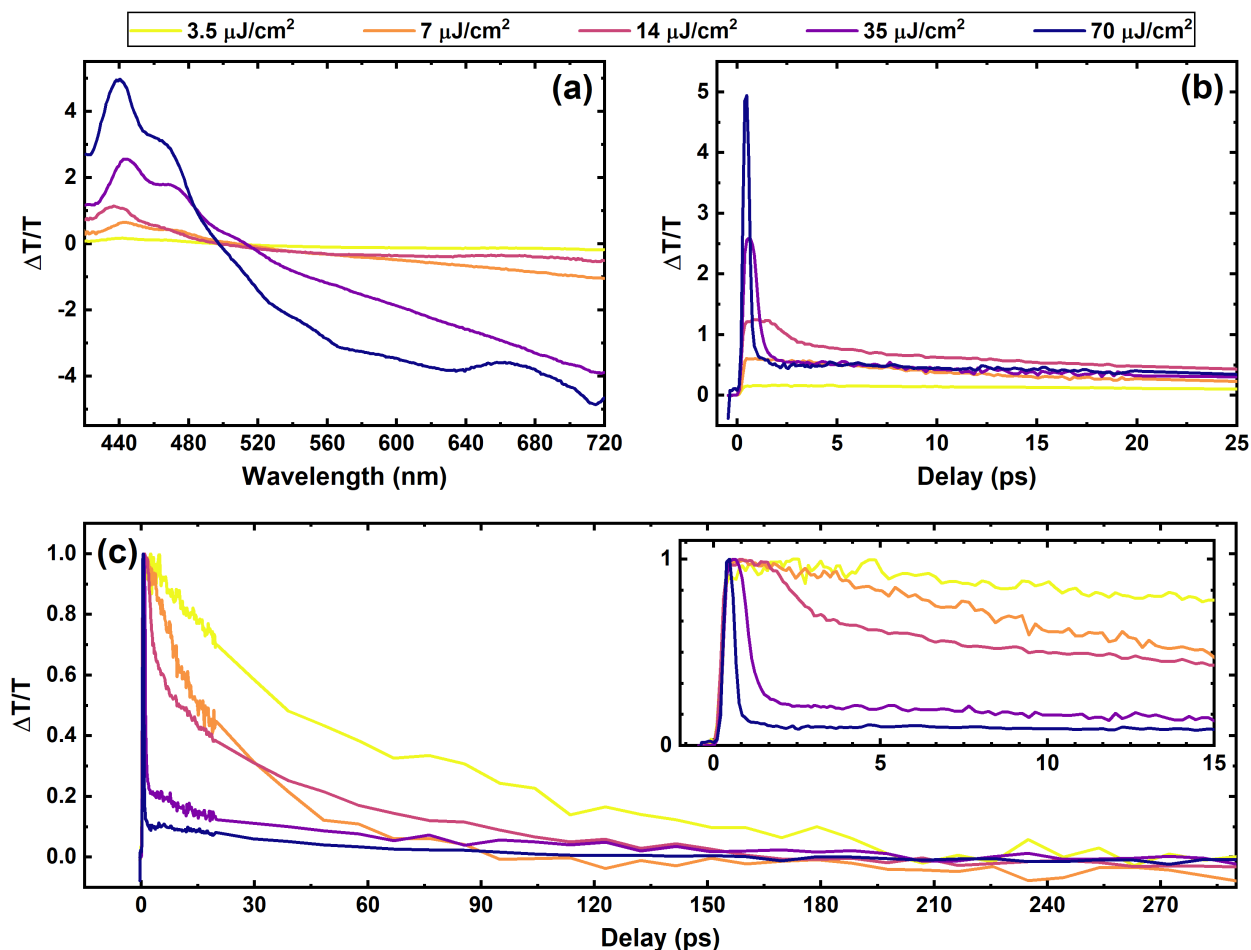 3.5 μJ/cm² 7 μJ/cm² 14 μJ/cm² 35 μJ/cm² 70 μJ/cm²
(a)
4
2
0
-2
-4
ΔT/T
440 480 520 560 600 640 680 720
Wavelength (nm)
(b)
5
4
3
2
1
0
ΔT/T
0 5 10 15 20 25
Delay (ps)
(c)
1.0
0.8
0.6
0.4
0.2
0.0
ΔT/T
1
0
0 5 10 15
0 30 60 90 120 150 180 210 240 270
Delay (ps)